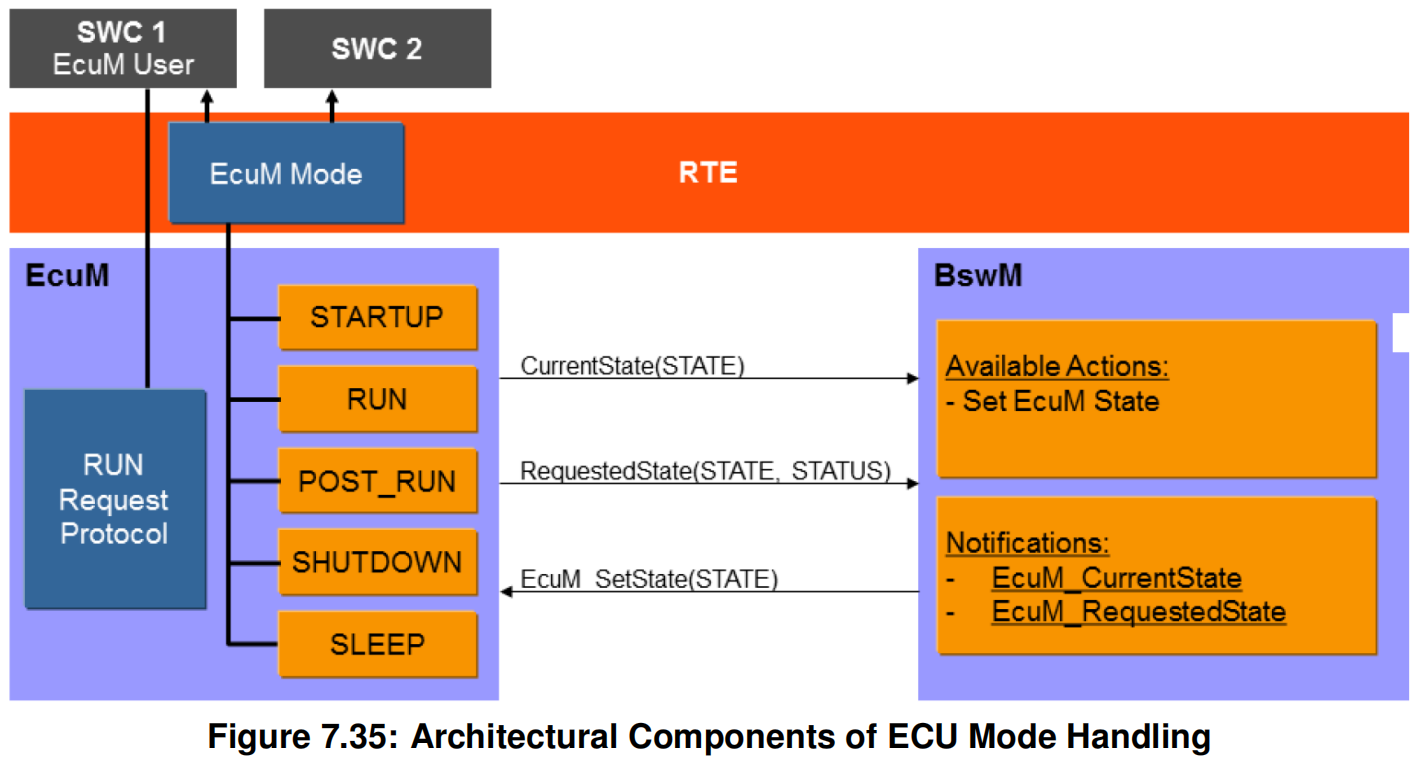 SWC 1
EcuM User
SWC 2
EcuM Mode
RTE
EcuM
STARTUP
RUN
POST_RUN
SHUTDOWN
SLEEP
RUN
Request
Protocol
CurrentState(STATE)
RequestedState(STATE, STATUS)
EcuM_SetState(STATE)
BswM
Available Actions:
- Set EcuM State
Notifications:
- EcuM_CurrentState
- EcuM_RequestedState
Figure 7.35: Architectural Components of ECU Mode Handling